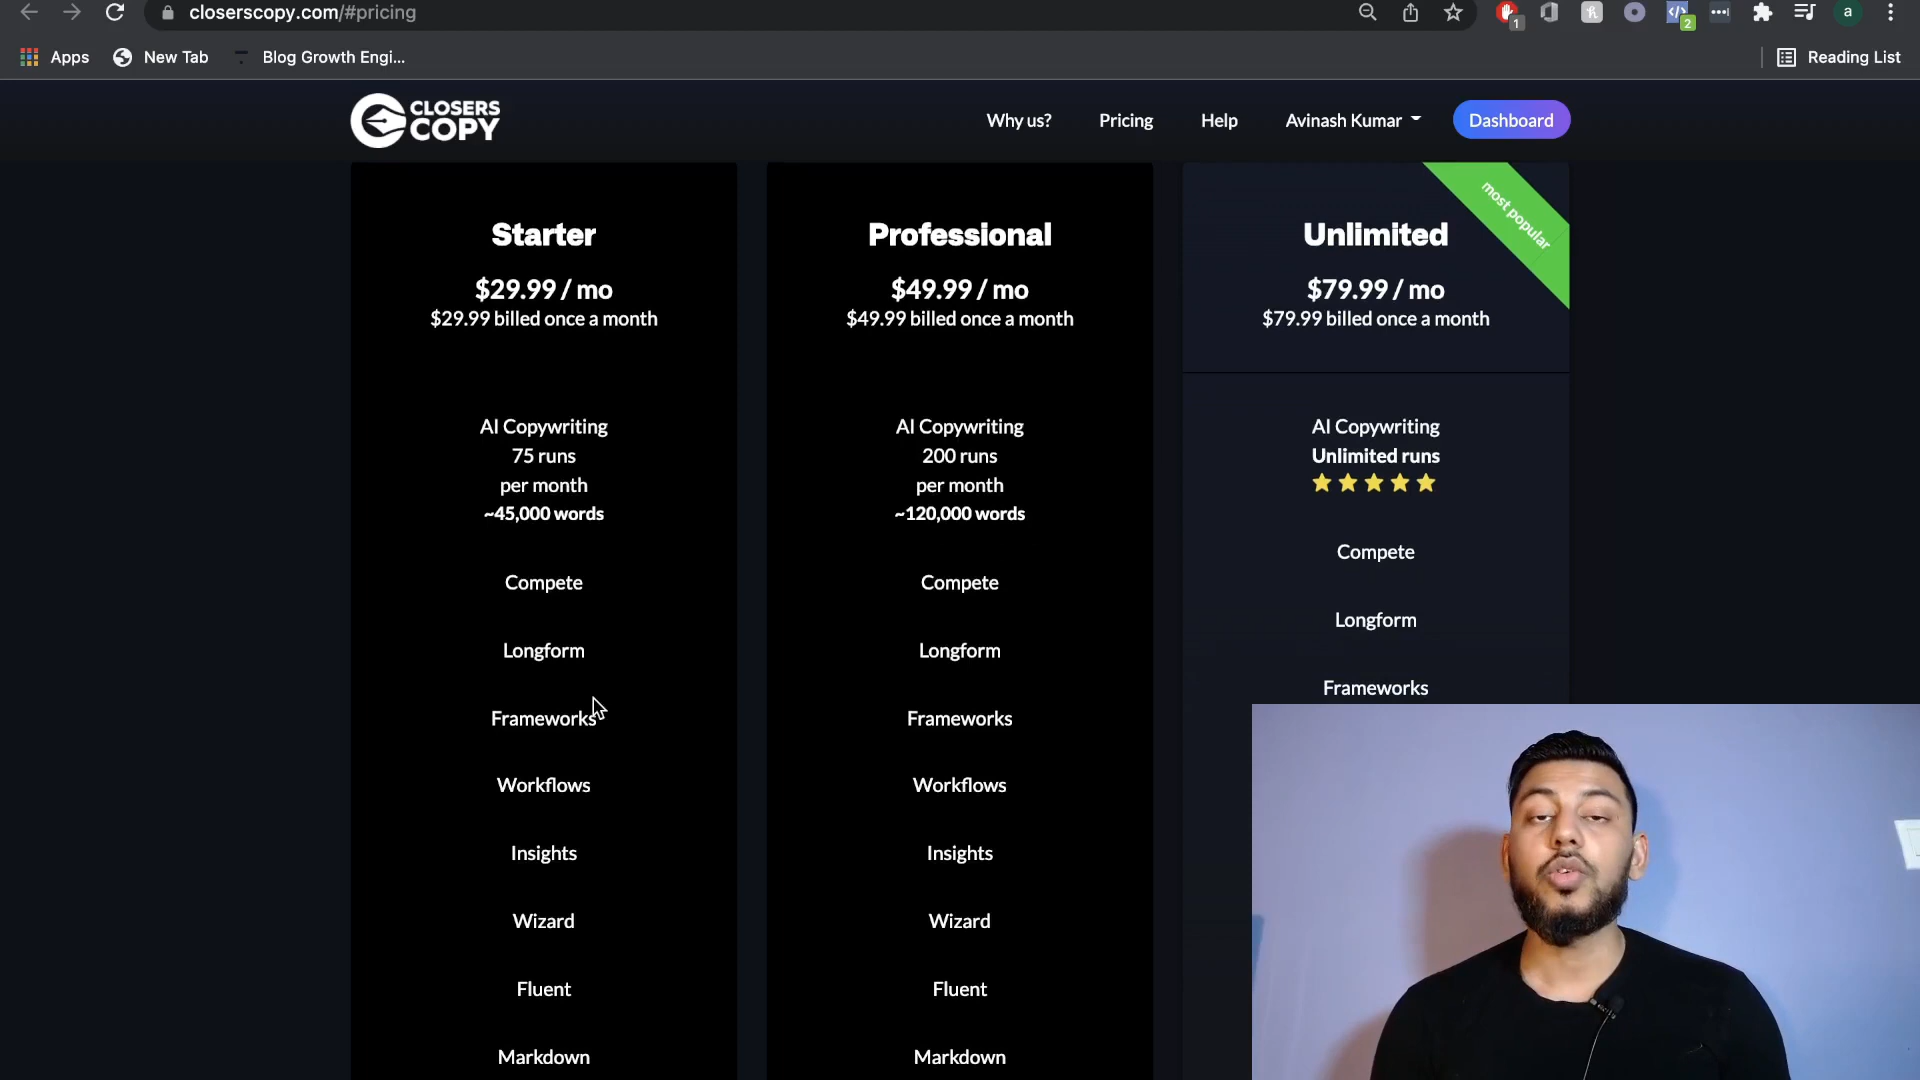 closerscopy.com/#pricing
1
2
a
Apps
New Tab
Blog Growth Engi...
Reading List
CLOSERS
COPY
Why us?
Pricing
Help
Avinash Kumar
Dashboard
Starter
$29.99 / mo
$29.99 billed once a month
AI Copywriting
75 runs
per month
~45,000 words
Compete
Longform
Frameworks
Workflows
Insights
Wizard
Fluent
Markdown
Professional
$49.99 / mo
$49.99 billed once a month
AI Copywriting
200 runs
per month
~120,000 words
Compete
Longform
Frameworks
Workflows
Insights
Wizard
Fluent
Markdown
most popular
Unlimited
$79.99 / mo
$79.99 billed once a month
AI Copywriting
Unlimited runs
Compete
Longform
Frameworks